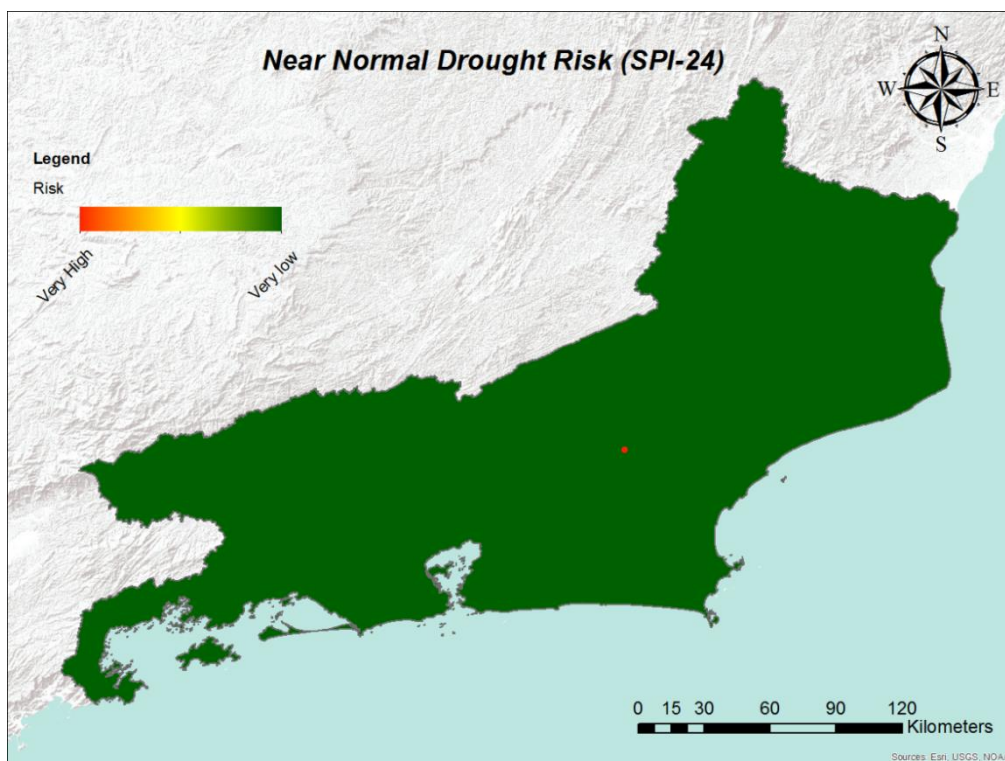 Near Normal Drought Risk (SPI-24)
N
W E
S
Legend
Risk
Very High
Very low
0 15 30 60 90 120
Kilometers
Sources: Esri, USGS, NOAA